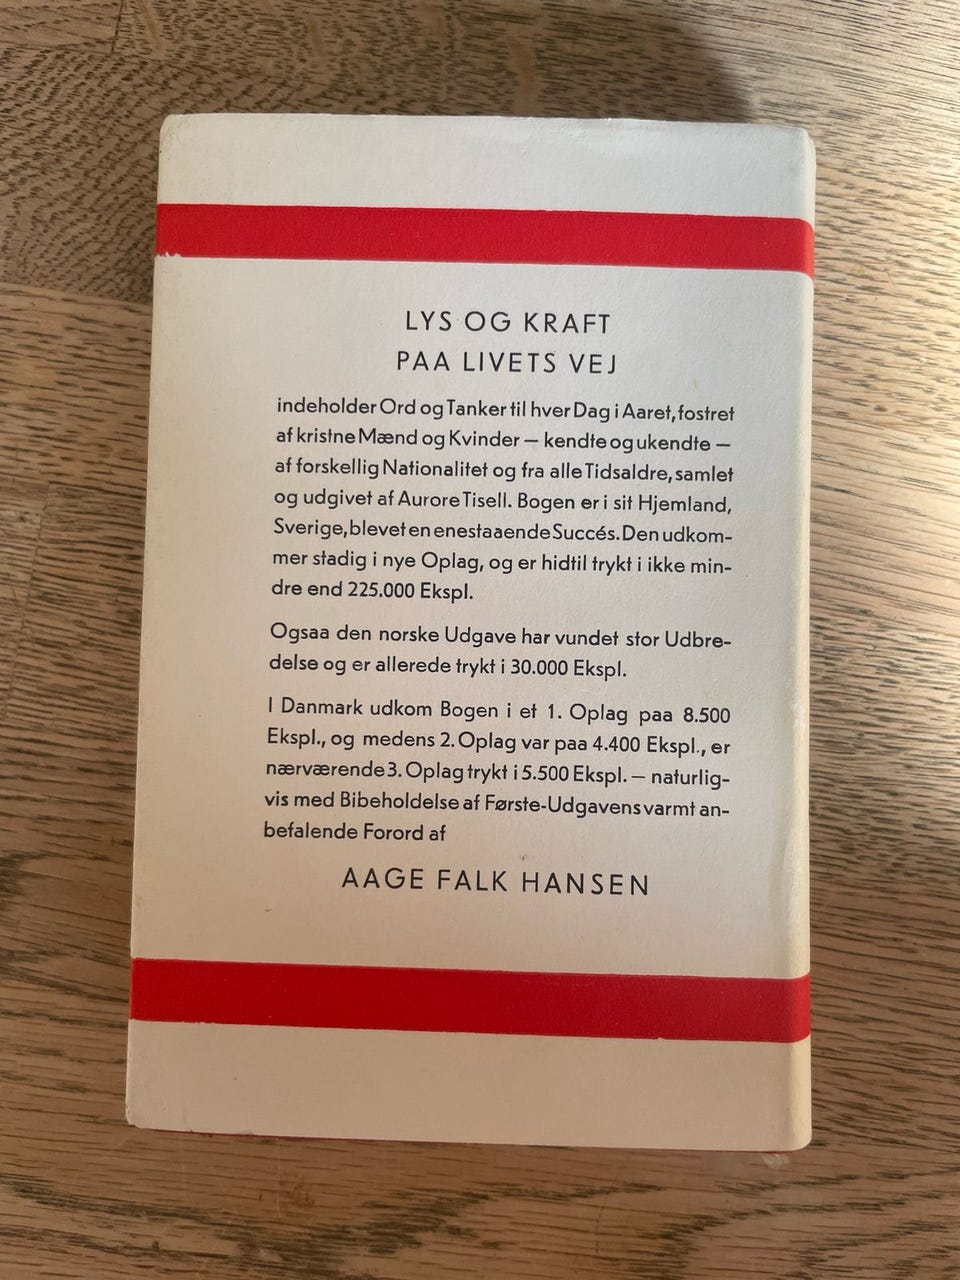 LYS OG KRAFT
PAA LIVETS VEJ
indeholder Ord og Tanker til hver Dag i Aaret, fostret
af kristne Mænd og Kvinder — kendte og ukendte —
af forskellig Nationalitet og fra alle Tidsaldre, samlet
og udgivet af Aurore Tisell. Bogen er i sit Hjemland,
Sverige, blevet en enestaaende Succés. Den udkom-
mer stadig i nye Oplag, og er hidtil trykt i ikke min-
dre end 225.000 Ekspl.
Ogsaa den norske Udgave har vundet stor Udbre-
delse og er allerede trykt i 30.000 Ekspl.
I Danmark udkom Bogen i et 1. Oplag paa 8.500
Ekspl., og medens 2. Oplag var paa 4.400 Ekspl., er
nærværende 3. Oplag trykt i 5.500 Ekspl. — naturlig-
vis med Bibeholdelse af Første-Udgavens varmt an-
befalende Forord af
AAGE FALK HANSEN